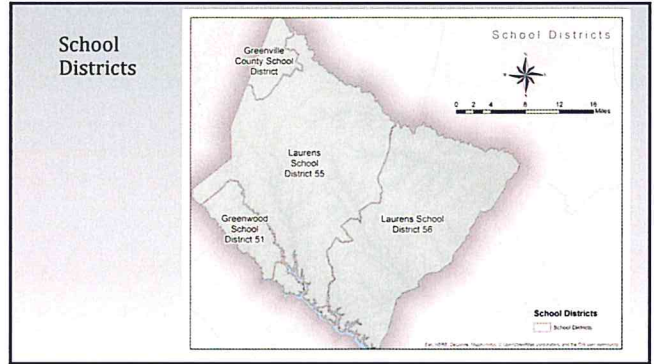 School
Districts
School Districts
0 2 4 8 12 16
Miles
Greenville
County School
District
Laurens
School
District 55
Greenwood
School
District 51
Laurens School
District 56
School Districts
School Districts